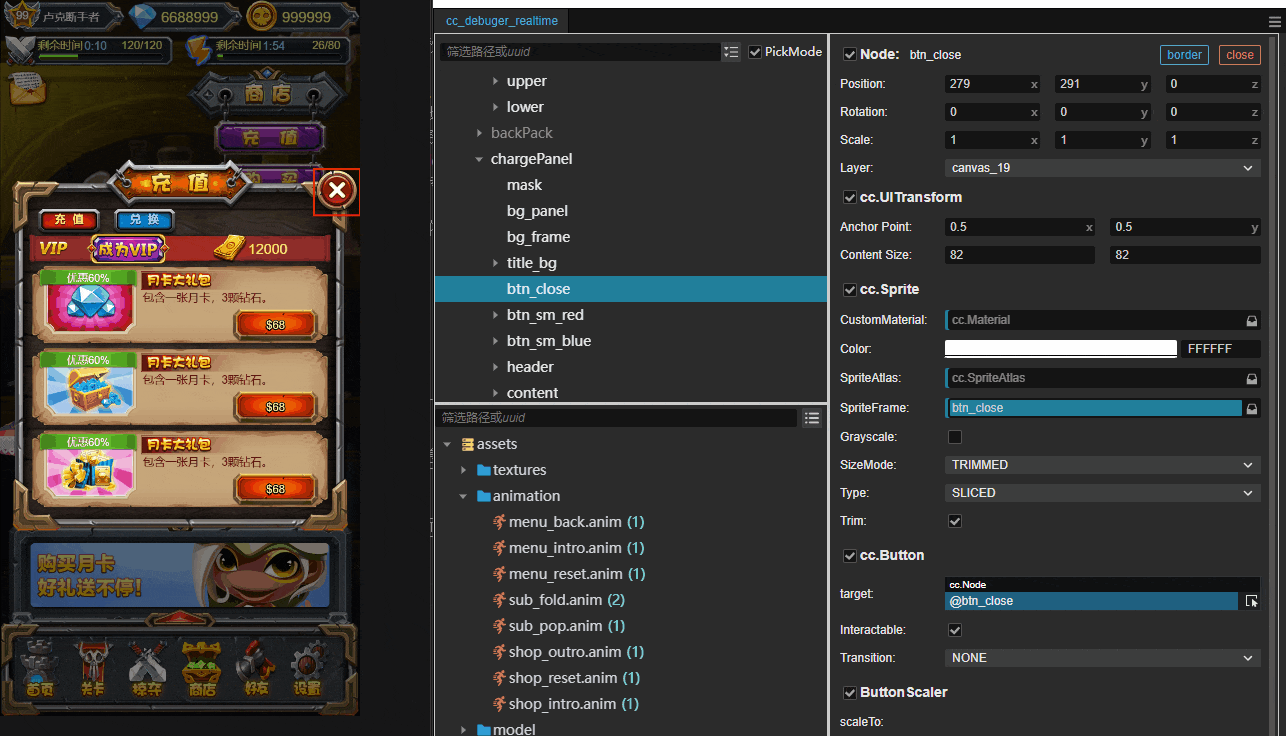 99
卢克断手者
6688999
999999
剩余时间0:10
120/120
剩余时间1:54
26/80
商店
充 值
购 买
充 值
充 值
兑 换
VIP
成为VIP
12000
优惠60%
月卡大礼包
包含一张月卡，3颗钻石。
$68
优惠60%
月卡大礼包
包含一张月卡，3颗钻石。
$68
优惠60%
月卡大礼包
包含一张月卡，3颗钻石。
$68
购买月卡
好礼送不停!
首页
关卡
掠夺
商店
好友
设置
cc_debuger_realtime
筛选路径或uuid
PickMode
upper
lower
backPack
chargePanel
mask
bg_panel
bg_frame
title_bg
btn_close
btn_sm_red
btn_sm_blue
header
content
筛选路径或uuid
assets
textures
animation
menu_back.anim (1)
menu_intro.anim (1)
menu_reset.anim (1)
sub_fold.anim (2)
sub_pop.anim (1)
shop_outro.anim (1)
shop_reset.anim (1)
shop_intro.anim (1)
model
Node: btn_close
border
close
Position: 279 x 291 y 0 z
Rotation: 0 x 0 y 0 z
Scale: 1 x 1 y 1 z
Layer: canvas_19
cc.UITransform
Anchor Point: 0.5 x 0.5 y
Content Size: 82 82
cc.Sprite
CustomMaterial: cc.Material
Color: FFFFFF
SpriteAtlas: cc.SpriteAtlas
SpriteFrame: btn_close
Grayscale:
SizeMode: TRIMMED
Type: SLICED
Trim:
cc.Button
cc.Node
target: @btn_close
Interactable:
Transition: NONE
ButtonScaler
scaleTo: